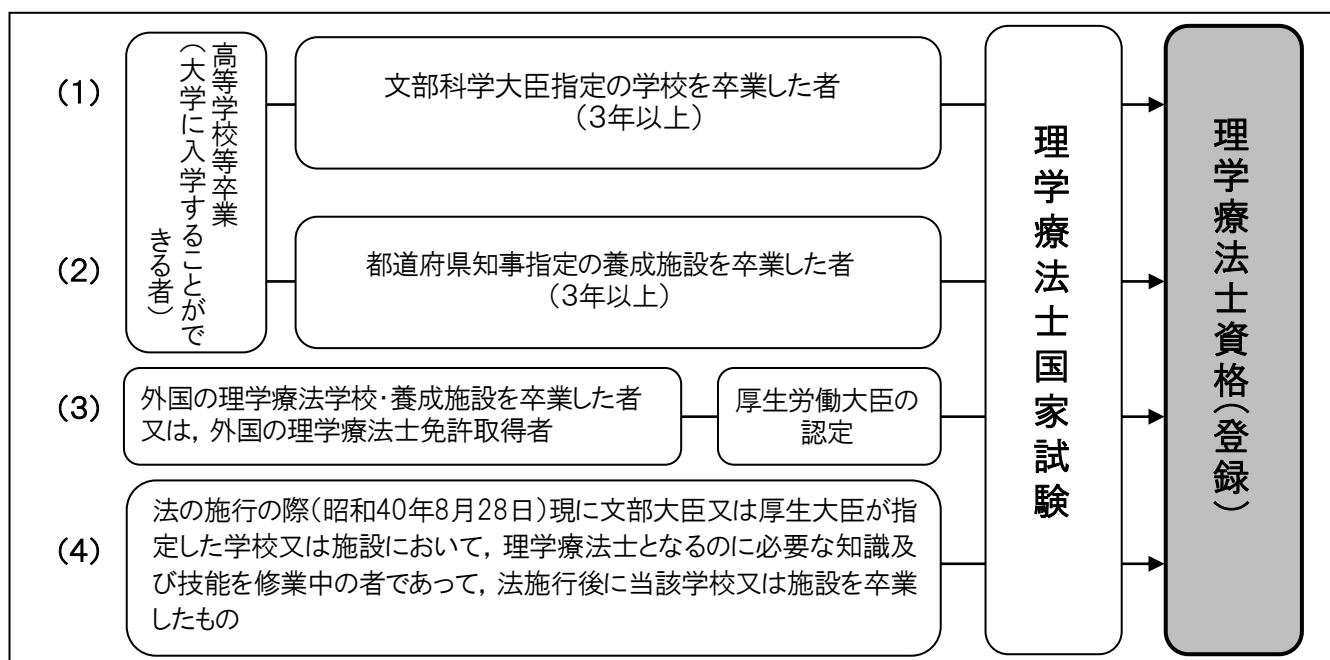 (1)
高等学校等卒業
(大学に入学することがで
きる者)
文部科学大臣指定の学校を卒業した者
(3年以上)
(2)
都道府県知事指定の養成施設を卒業した者
(3年以上)
(3)
外国の理学療法学校・養成施設を卒業した者
又は，外国の理学療法士免許取得者
厚生労働大臣の
認定
(4)
法の施行の際(昭和40年8月28日)現に文部大臣又は厚生大臣が指
定した学校又は施設において，理学療法士となるのに必要な知識及
び技能を修業中の者であって，法施行後に当該学校又は施設を卒業
したもの
理学療法士国家試験
理学療法士資格(登録)